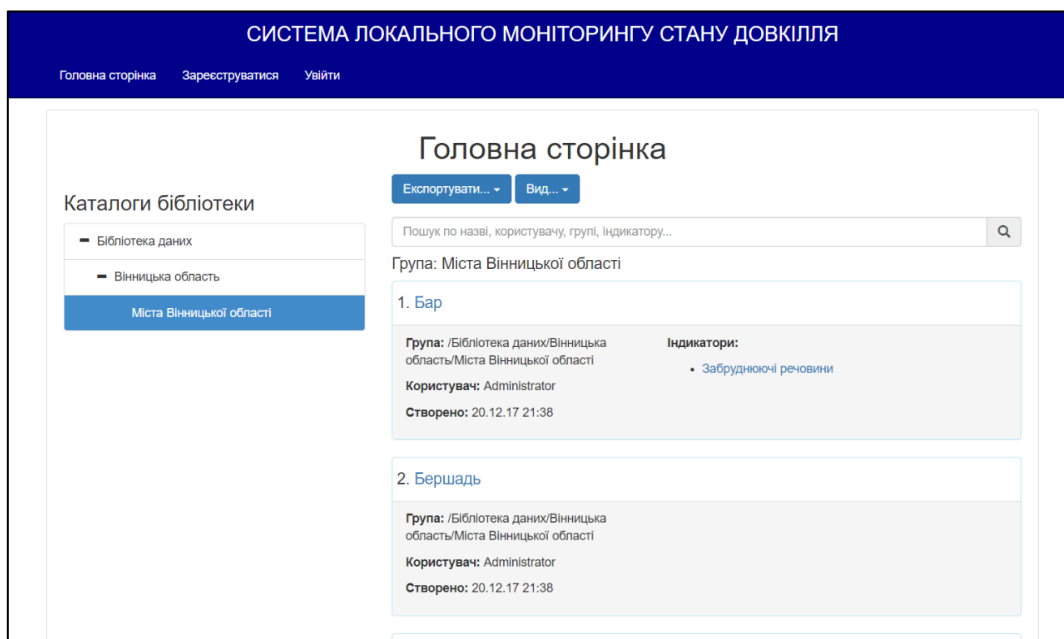 СИСТЕМА ЛОКАЛЬНОГО МОНІТОРИНГУ СТАНУ ДОВКІЛЛЯ
Головна сторінка Зареєструватися Увійти
Головна сторінка
Каталоги бібліотеки
Бібліотека даних
Вінницька область
Міста Вінницької області
Експортувати... Вид...
Пошук по назві, користувачу, групі, індикатору...
Група: Міста Вінницької області
1. Бар
Група: /Бібліотека даних/Вінницька
область/Міста Вінницької області
Користувач: Administrator
Створено: 20.12.17 21:38
Індикатори:
• Забруднюючі речовини
2. Бершадь
Група: /Бібліотека даних/Вінницька
область/Міста Вінницької області
Користувач: Administrator
Створено: 20.12.17 21:38